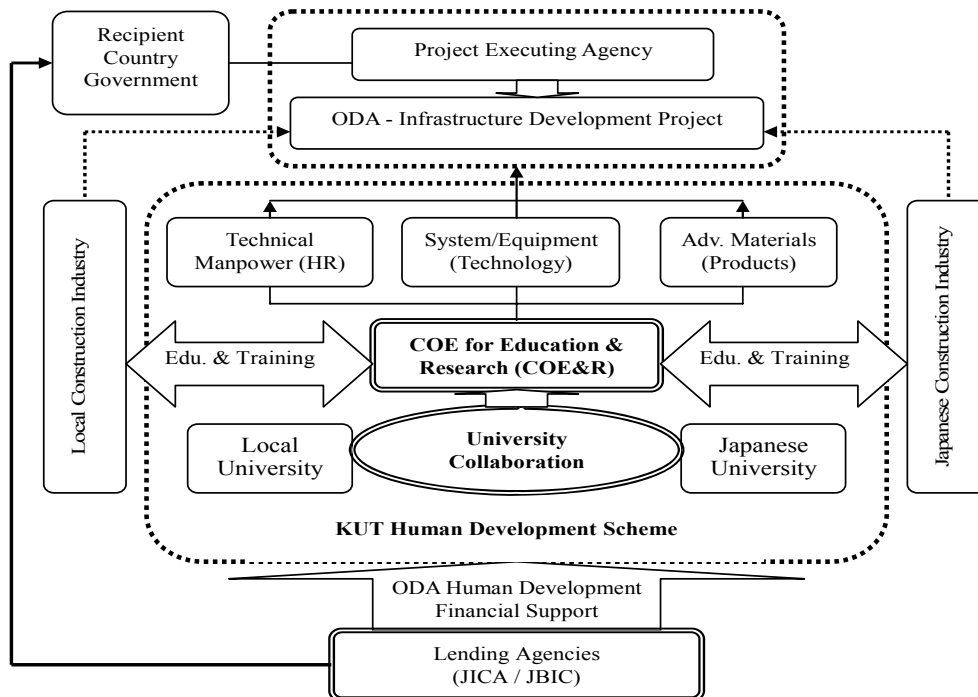 Recipient
Country
Government
Project Executing Agency
ODA - Infrastructure Development Project
Local Construction Industry
Japanese Construction Industry
Technical
Manpower (HR)
System/Equipment
(Technology)
Adv. Materials
(Products)
Edu. & Training
COE for Education &
Research (COE&R)
Edu. & Training
Local
University
University
Collaboration
Japanese
University
KUT Human Development Scheme
ODA Human Development
Financial Support
Lending Agencies
(JICA / JBIC)